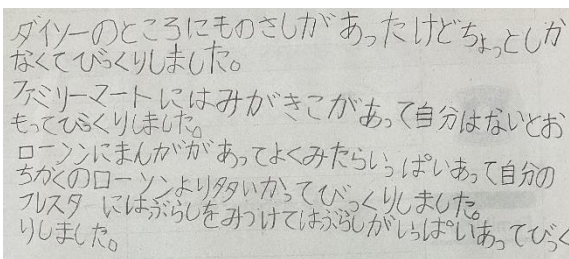 ダイソーのところにものさしがあったけどちょっとしか
なくてびっくりしました。
ファミリーマートにはみがきこがあって自分はないとお
もってびっくりしました。
ローソンにまんががあってよくみたらいっぱいあって自分の
ちかくのローソンより多いかってびっくりしました。
フレスタ にはぶらしをみつけてはぶらしがいっぱいあってびっく
りしました。